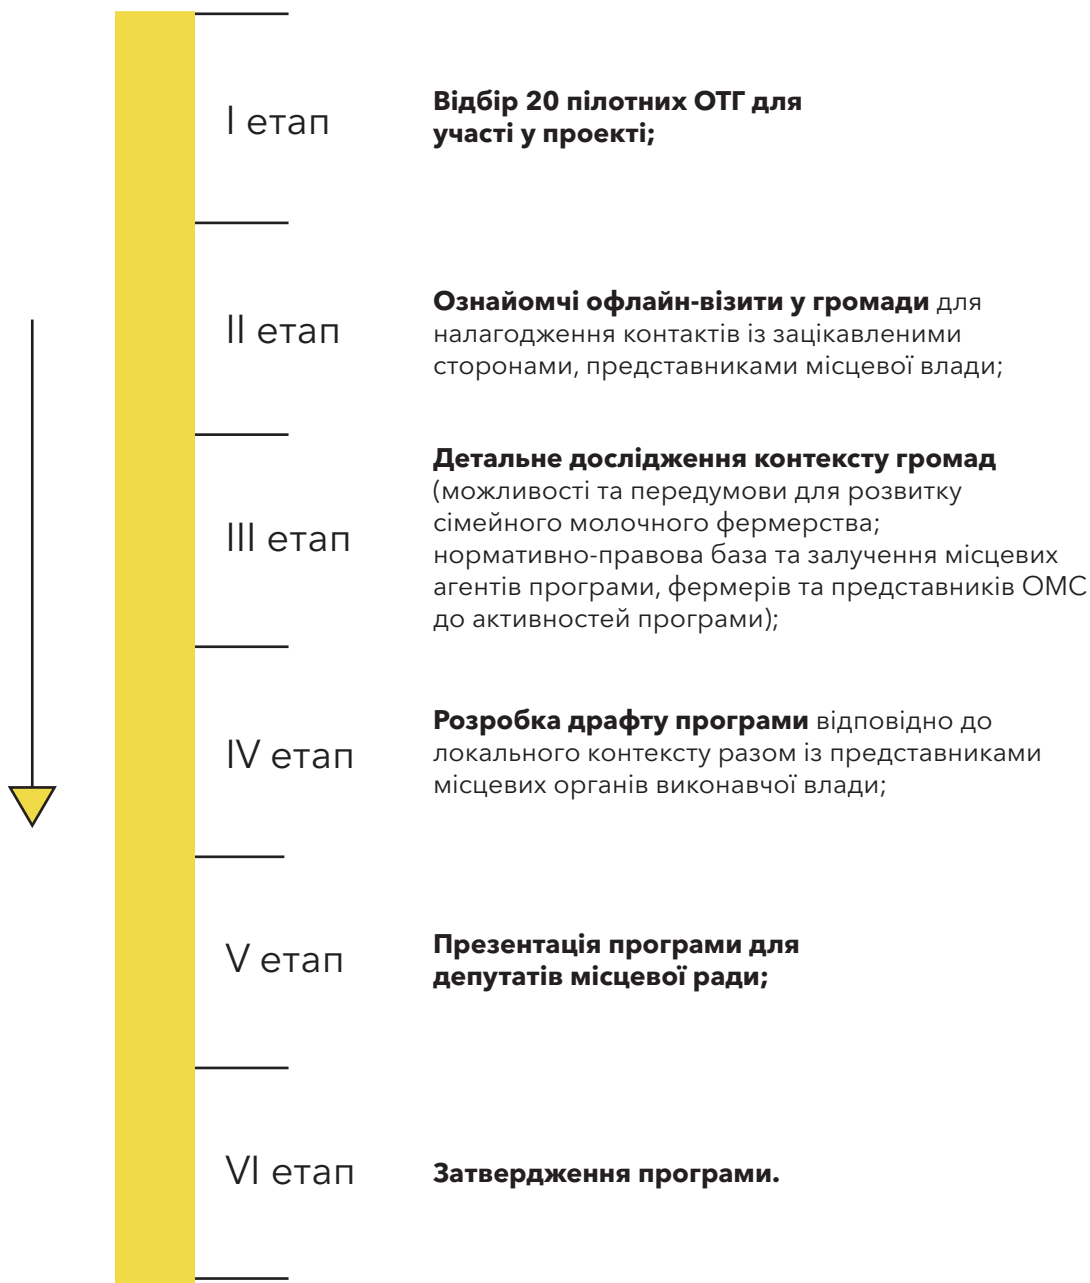 I етап
Відбір 20 пілотних ОТГ для
участі у проекті;
II етап
Ознайомчі офлайн-візити у громади для
налагодження контактів із зацікавленими
сторонами, представниками місцевої влади;
III етап
Детальне дослідження контексту громад
(можливості та передумови для розвитку
сімейного молочного фермерства;
нормативно-правова база та залучення місцевих
агентів програми, фермерів та представників ОМС
до активностей програми);
IV етап
Розробка драфту програми відповідно до
локального контексту разом із представниками
місцевих органів виконавчої влади;
V етап
Презентація програми для
депутатів місцевої ради;
VI етап
Затвердження програми.